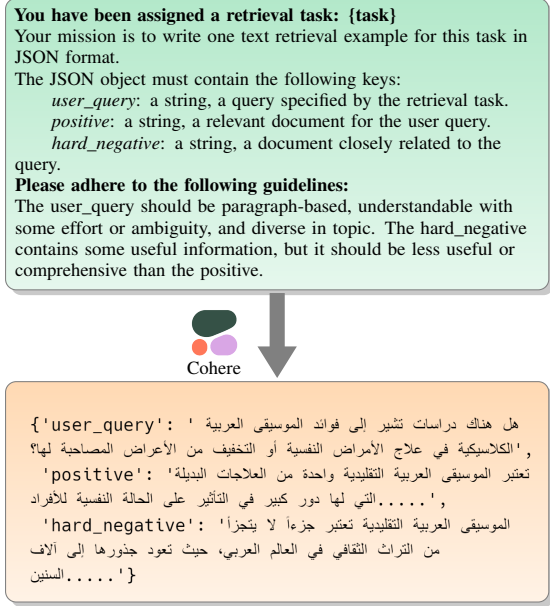 You have been assigned a retrieval task: {task}
Your mission is to write one text retrieval example for this task in
JSON format.
The JSON object must contain the following keys:
user_query: a string, a query specified by the retrieval task.
positive: a string, a relevant document for the user query.
hard_negative: a string, a document closely related to the
query.
Please adhere to the following guidelines:
The user_query should be paragraph-based, understandable with
some effort or ambiguity, and diverse in topic. The hard_negative
contains some useful information, but it should be less useful or
comprehensive than the positive.
Cohere
{'user_query': 'هل هناك دراسات تشير إلى فوائد الموسيقى العربية
الكلاسيكية في علاج الأمراض النفسية أو التخفيف من الأعراض المصاحبة لها؟',
'positive': 'تعتبر الموسيقى العربية التقليدية واحدة من العلاجات البديلة
التي لها دور كبير في التأثير على الحالة النفسية للأفراد.....',
'hard_negative': 'الموسيقى العربية التقليدية تعتبر جزءاً لا يتجزأ
من التراث الثقافي في العالم العربي، حيث تعود جذورها إلى آلاف
السنين.....'}